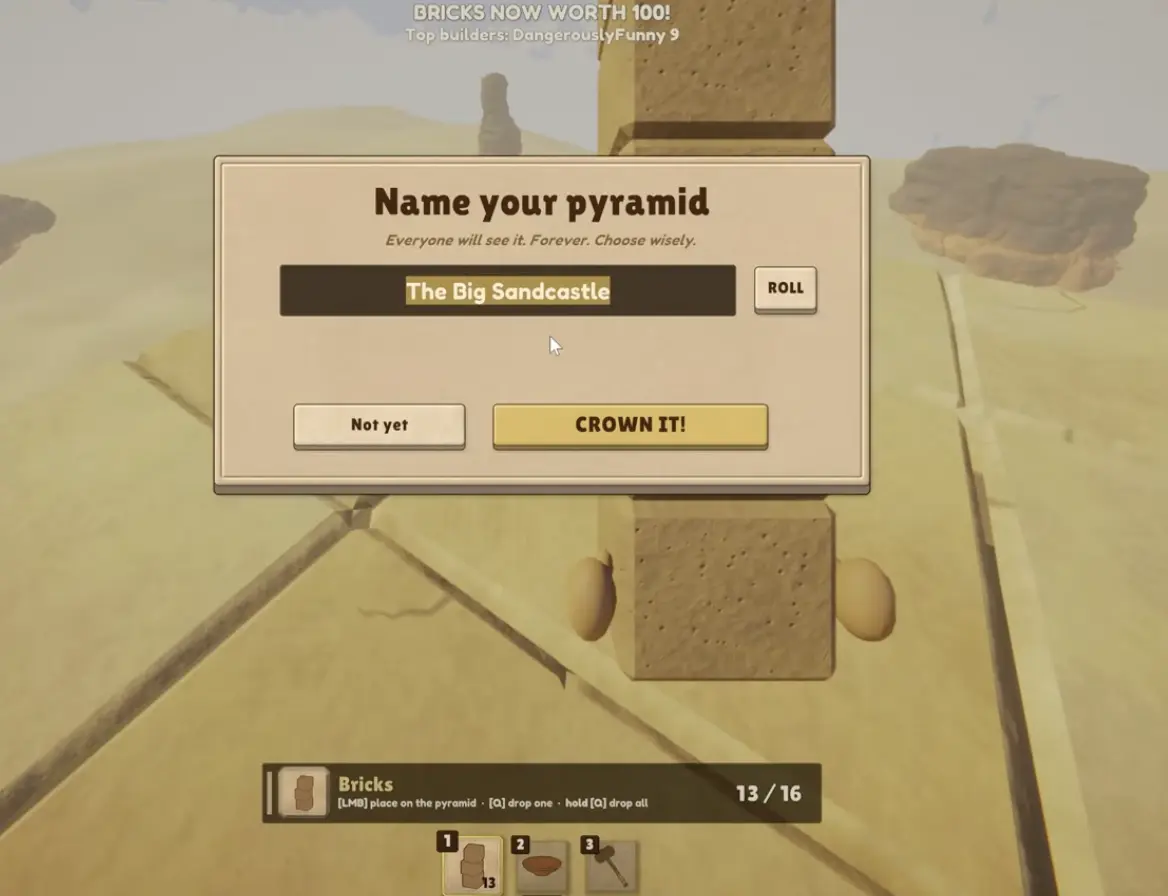 BRICKS NOW WORTH 100!
Top builders: DangerouslyFunny 9
Name your pyramid
Everyone will see it. Forever. Choose wisely.
The Big Sandcastle
ROLL
Not yet
CROWN IT!
Bricks
[LMB] place on the pyramid · [Q] drop one · hold [Q] drop all
13 / 16
1
13
2
3